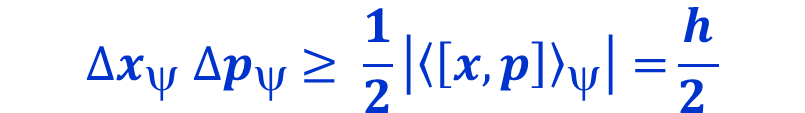 Δx_ψ Δp_ψ ≥ 1/2 |⟨[x, p]⟩_ψ| = h/2